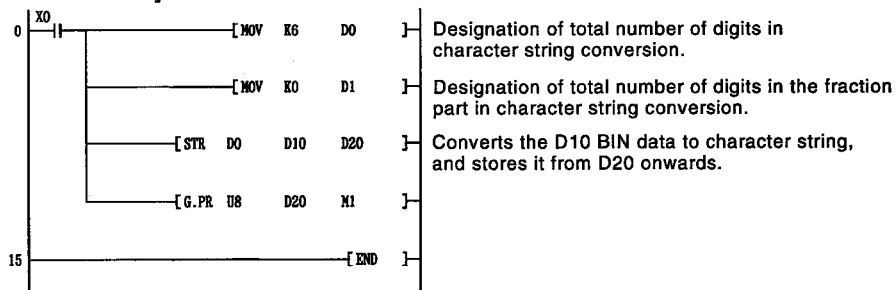 X0
0 [ MOV K6 D0 ] Designation of total number of digits in
character string conversion.
[ MOV K0 D1 ] Designation of total number of digits in the fraction
part in character string conversion.
[ STR D0 D10 D20 ] Converts the D10 BIN data to character string,
and stores it from D20 onwards.
[ G.PR U8 D20 M1 ]
15 [ END ]